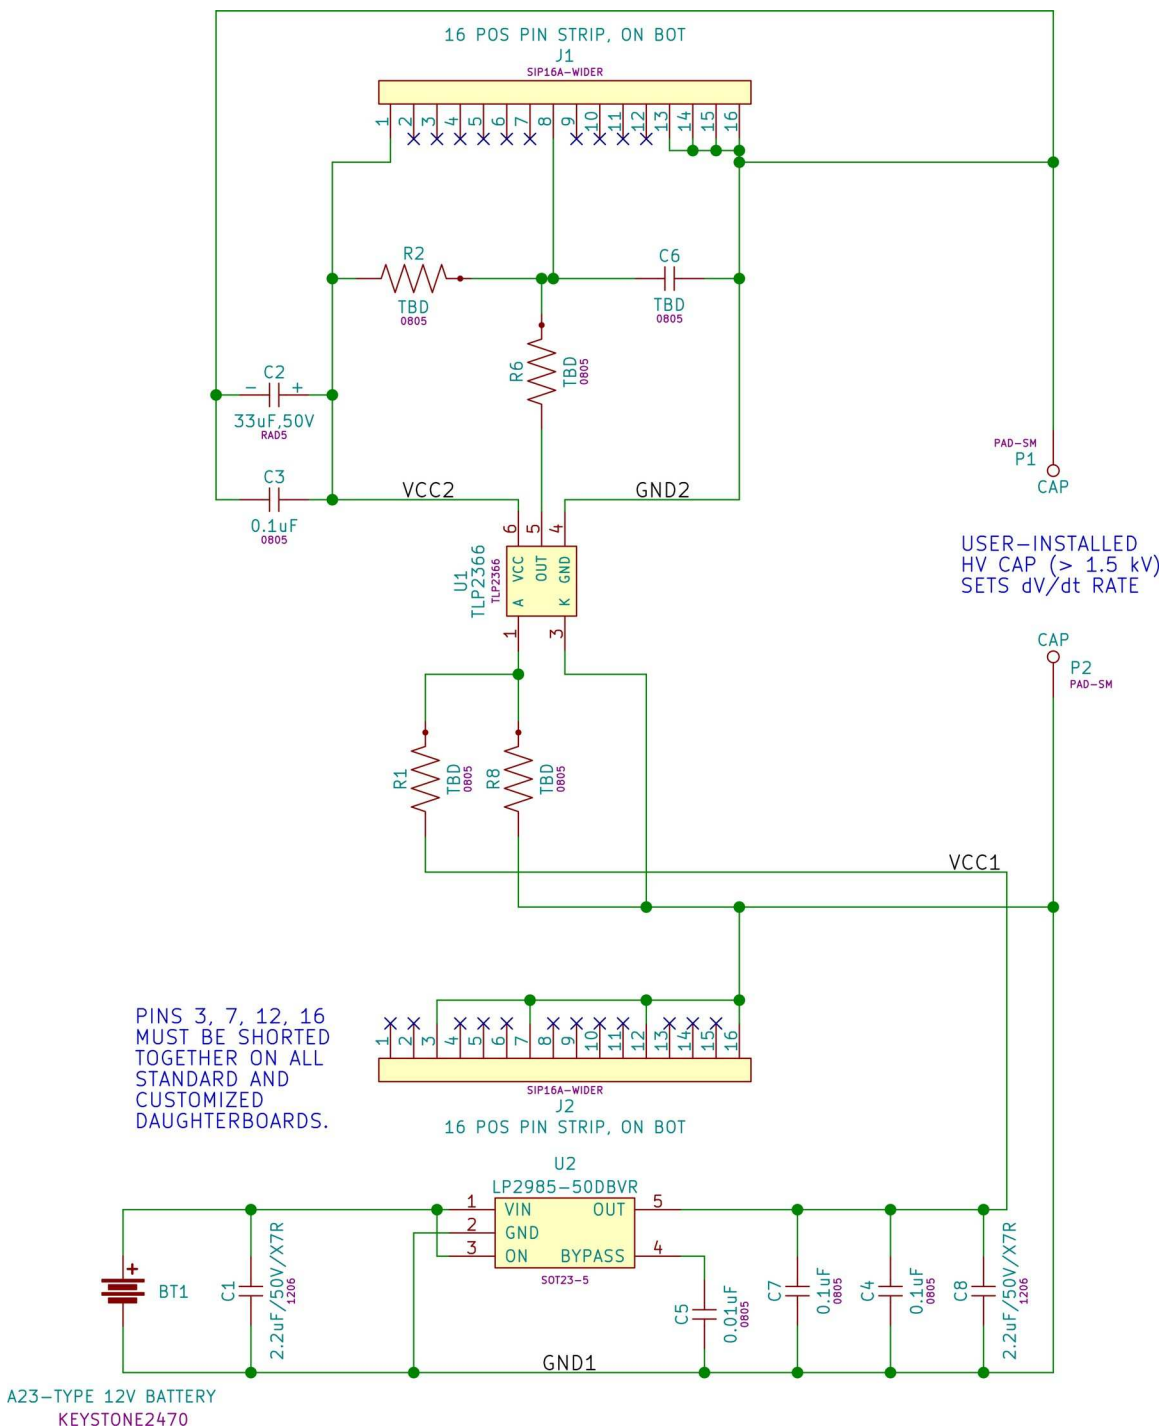 16 POS PIN STRIP, ON BOT
J1
SIP16A-WIDER
1 2 3 4 5 6 7 8 9 10 11 12 13 14 15 16
R2
TBD
0805
C6
TBD
0805
R6
TBD
0805
C2
- +
33uF,50V
RAD5
C3
0.1uF
0805
VCC2
GND2
PAD-SM
P1
CAP
USER-INSTALLED
HV CAP (> 1.5 kV)
SETS dV/dt RATE
CAP
P2
PAD-SM
6 5 4
U1
TLP2366
TLP2366
VCC OUT GND
A K
1 3
R1
TBD
0805
R8
TBD
0805
VCC1
PINS 3, 7, 12, 16
MUST BE SHORTED
TOGETHER ON ALL
STANDARD AND
CUSTOMIZED
DAUGHTERBOARDS.
1 2 3 4 5 6 7 8 9 10 11 12 13 14 15 16
SIP16A-WIDER
J2
16 POS PIN STRIP, ON BOT
U2
LP2985-50DBVR
1 VIN OUT 5
2 GND
3 ON BYPASS 4
SOT23-5
+
BT1
C1
2.2uF/50V/X7R
1206
C5
0.01uF
0805
C7
0.1uF
0805
C4
0.1uF
0805
C8
2.2uF/50V/X7R
1206
GND1
A23-TYPE 12V BATTERY
KEYSTONE2470